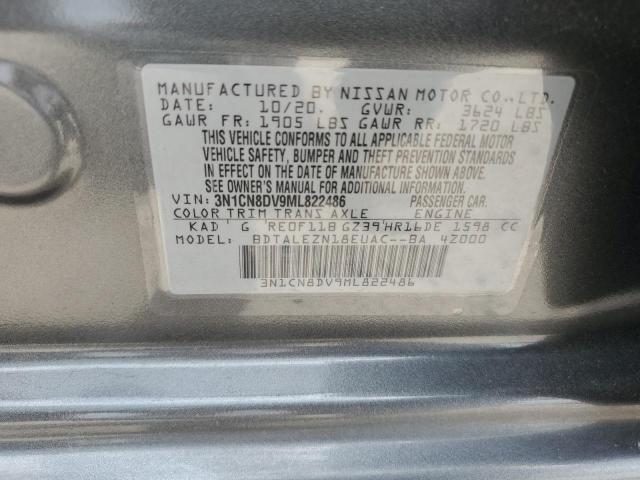 MANUFACTURED BY NISSAN MOTOR CO.,LTD.
DATE: 10/20. GVWR: 3624 LBS
GAWR FR: 1905 LBS GAWR RR: 1720 LBS
THIS VEHICLE CONFORMS TO ALL APPLICABLE FEDERAL MOTOR
VEHICLE SAFETY, BUMPER AND THEFT PREVENTION STANDARDS
IN EFFECT ON THE DATE OF MANUFACTURE SHOWN ABOVE.
SEE OWNER'S MANUAL FOR ADDITIONAL INFORMATION.
VIN: 3N1CN8DV9ML822486 PASSENGER CAR.
COLOR TRIM TRANS AXLE ENGINE
KAD G RE0F11B GZ39 HR16DE 1598 CC
BDTALEZN18EUAC--BA 4Z000
3N1CN8DV9ML822486